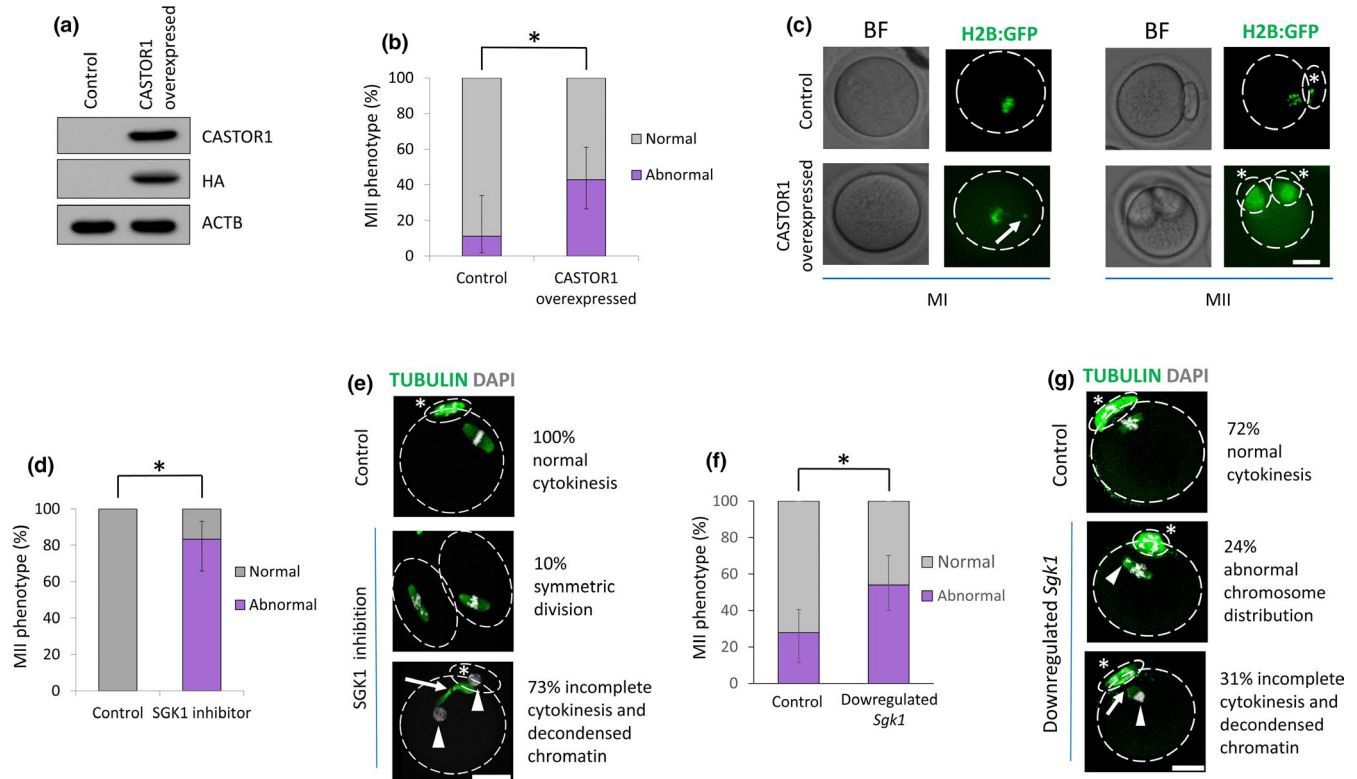 (a)
Control
CASTOR1
overexpressed
CASTOR1
HA
ACTB
(b)
*
MII phenotype (%)
100
80
60
40
20
0
Control
CASTOR1
overexpressed
Normal
Abnormal
(c)
BF
H2B:GFP
BF
H2B:GFP
Control
*
CASTOR1
overexpressed
*
*
MI
MII
(d)
*
MII phenotype (%)
100
80
60
40
20
0
Control
SGK1 inhibitor
Normal
Abnormal
(e)
TUBULIN DAPI
Control
*
100%
normal
cytokinesis
SGK1 inhibition
10%
symmetric
division
*
73% incomplete
cytokinesis and
decondensed
chromatin
(f)
*
MII phenotype (%)
100
80
60
40
20
0
Control
Dowregulated
Sgk1
Normal
Abnormal
(g)
TUBULIN DAPI
Control
*
72%
normal
cytokinesis
Downregulated Sgk1
*
24%
abnormal
chromosome
distribution
*
31% incomplete
cytokinesis and
decondensed
chromatin